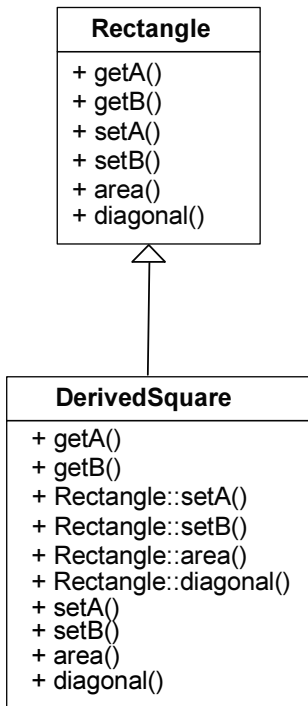 Rectangle
+ getA()
+ getB()
+ setA()
+ setB()
+ area()
+ diagonal()
DerivedSquare
+ getA()
+ getB()
+ Rectangle::setA()
+ Rectangle::setB()
+ Rectangle::area()
+ Rectangle::diagonal()
+ setA()
+ setB()
+ area()
+ diagonal()